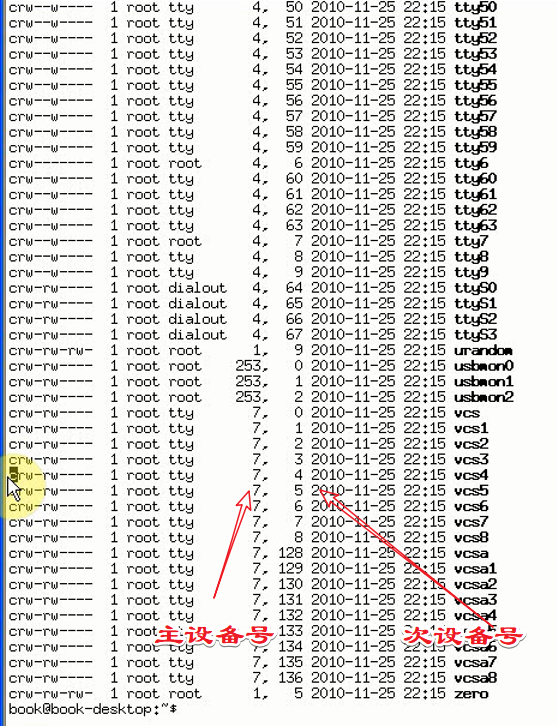 crw--w---- 1 root tty 4, 50 2010-11-25 22:15 tty50
crw--w---- 1 root tty 4, 51 2010-11-25 22:15 tty51
crw--w---- 1 root tty 4, 52 2010-11-25 22:15 tty52
crw--w---- 1 root tty 4, 53 2010-11-25 22:15 tty53
crw--w---- 1 root tty 4, 54 2010-11-25 22:15 tty54
crw--w---- 1 root tty 4, 55 2010-11-25 22:15 tty55
crw--w---- 1 root tty 4, 56 2010-11-25 22:15 tty56
crw--w---- 1 root tty 4, 57 2010-11-25 22:15 tty57
crw--w---- 1 root tty 4, 58 2010-11-25 22:15 tty58
crw--w---- 1 root tty 4, 59 2010-11-25 22:15 tty59
crw------- 1 root root 4, 6 2010-11-25 22:15 tty6
crw--w---- 1 root tty 4, 60 2010-11-25 22:15 tty60
crw--w---- 1 root tty 4, 61 2010-11-25 22:15 tty61
crw--w---- 1 root tty 4, 62 2010-11-25 22:15 tty62
crw--w---- 1 root tty 4, 63 2010-11-25 22:15 tty63
crw------- 1 root root 4, 7 2010-11-25 22:15 tty7
crw--w---- 1 root tty 4, 8 2010-11-25 22:15 tty8
crw--w---- 1 root tty 4, 9 2010-11-25 22:15 tty9
crw-rw---- 1 root dialout 4, 64 2010-11-25 22:15 ttyS0
crw-rw---- 1 root dialout 4, 65 2010-11-25 22:15 ttyS1
crw-rw---- 1 root dialout 4, 66 2010-11-25 22:15 ttyS2
crw-rw---- 1 root dialout 4, 67 2010-11-25 22:15 ttyS3
crw-rw-rw- 1 root root 1, 9 2010-11-25 22:15 urandom
crw-rw---- 1 root root 253, 0 2010-11-25 22:15 usbmon0
crw-rw---- 1 root root 253, 1 2010-11-25 22:15 usbmon1
crw-rw---- 1 root root 253, 2 2010-11-25 22:15 usbmon2
crw-rw---- 1 root tty 7, 0 2010-11-25 22:15 vcs
crw-rw---- 1 root tty 7, 1 2010-11-25 22:15 vcs1
crw-rw---- 1 root tty 7, 2 2010-11-25 22:15 vcs2
crw-rw---- 1 root tty 7, 3 2010-11-25 22:15 vcs3
crw-rw---- 1 root tty 7, 4 2010-11-25 22:15 vcs4
crw-rw---- 1 root tty 7, 5 2010-11-25 22:15 vcs5
crw-rw---- 1 root tty 7, 6 2010-11-25 22:15 vcs6
crw-rw---- 1 root tty 7, 7 2010-11-25 22:15 vcs7
crw-rw---- 1 root tty 7, 8 2010-11-25 22:15 vcs8
crw-rw---- 1 root tty 7, 128 2010-11-25 22:15 vcsa
crw-rw---- 1 root tty 7, 129 2010-11-25 22:15 vcsa1
crw-rw---- 1 root tty 7, 130 2010-11-25 22:15 vcsa2
crw-rw---- 1 root tty 7, 131 2010-11-25 22:15 vcsa3
crw-rw---- 1 root tty 7, 132 2010-11-25 22:15 vcsa4
crw-rw---- 1 root 133 2010-11-25
主设备号 次设备号
crw-rw---- 1 root tty 7, 134 2010-11-25 22:15 vcsa6
crw-rw---- 1 root tty 7, 135 2010-11-25 22:15 vcsa7
crw-rw---- 1 root tty 7, 136 2010-11-25 22:15 vcsa8
crw-rw-rw- 1 root root 1, 5 2010-11-25 22:15 zero
book@book-desktop:~$